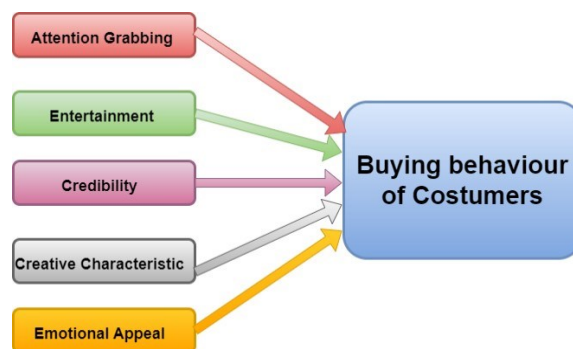 Attention Grabbing
Entertainment
Credibility
Creative Characteristic
Emotional Appeal
Buying behaviour
of Costumers